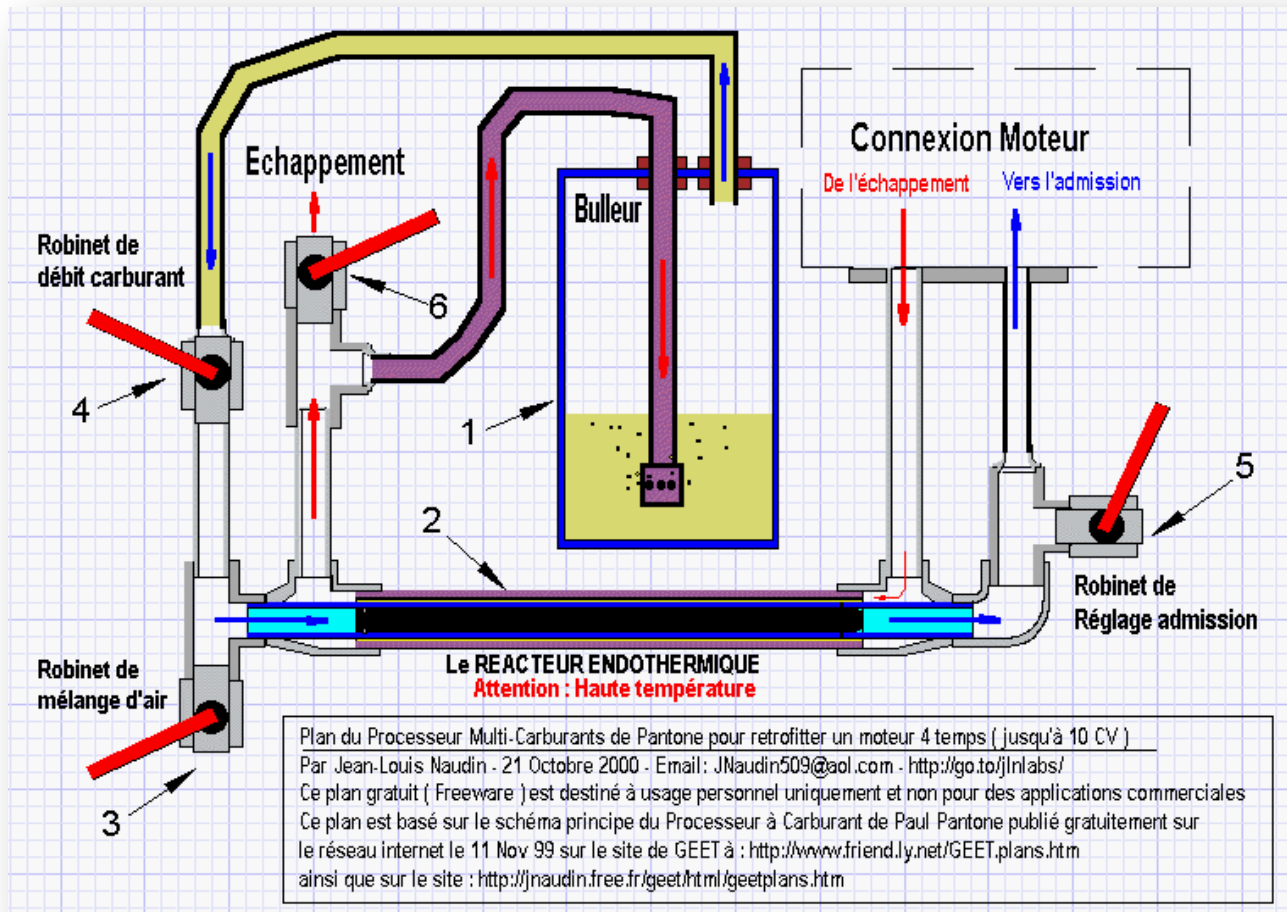 Echappement
Connexion Moteur
De l'échappement
Vers l'admission
Bulleur
Robinet de
débit carburant
6
4
1
5
2
Robinet de
Réglage admission
Le REACTEUR ENDOTHERMIQUE
Attention : Haute température
Robinet de
mélange d'air
3
Plan du Processeur Multi-Carburants de Pantone pour retrofitter un moteur 4 temps ( jusqu'à 10 CV )
Par Jean-Louis Naudin - 21 Octobre 2000 - Email: JNaudin509@aol.com - http://go.to/jlnlabs/
Ce plan gratuit ( Freeware ) est destiné à usage personnel uniquement et non pour des applications commerciales
Ce plan est basé sur le schéma principe du Processeur à Carburant de Paul Pantone publié gratuitement sur
le réseau internet le 11 Nov 99 sur le site de GEET à : http://www.friend.ly.net/GEET.plans.htm
ainsi que sur le site : http://jnaudin.free.fr/geet/html/geetplans.htm